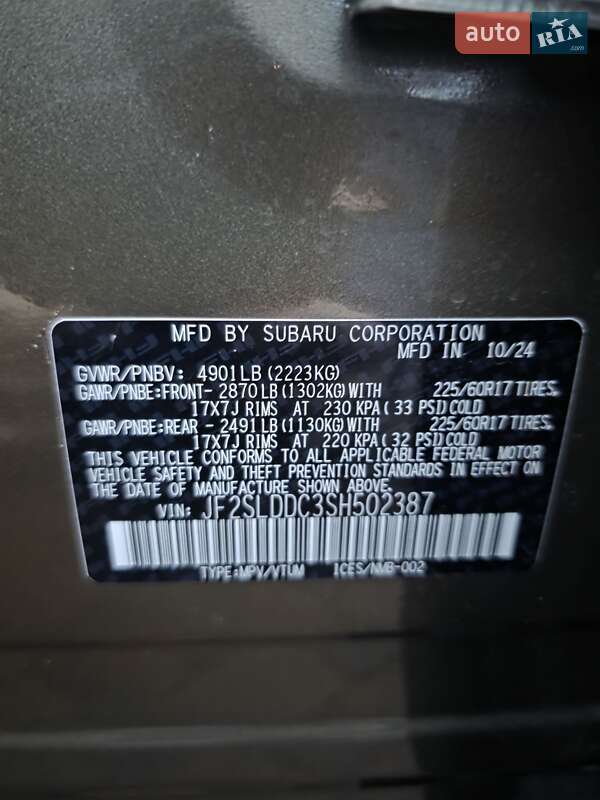 auto RIA.com
MFD BY SUBARU CORPORATION
MFD IN 10/24
GVWR/PNBV: 4901LB(2223KG)
GAWR/PNBE:FRONT- 2870LB(1302KG)WITH 225/60R17 TIRES,
17X7J RIMS AT 230 KPA(33 PSI)COLD
GAWR/PNBE:REAR - 2491LB(1130KG)WITH 225/60R17 TIRES,
17X7J RIMS AT 220 KPA(32 PSI)COLD
THIS VEHICLE CONFORMS TO ALL APPLICABLE FEDERAL MOTOR
VEHICLE SAFETY AND THEFT PREVENTION STANDARDS IN EFFECT ON
THE DATE OF MANUFACTURE SHOWN ABOVE.
VIN: JF2SLDDC3SH502387
TYPE:MPV/VTUM ICES/NMB-002